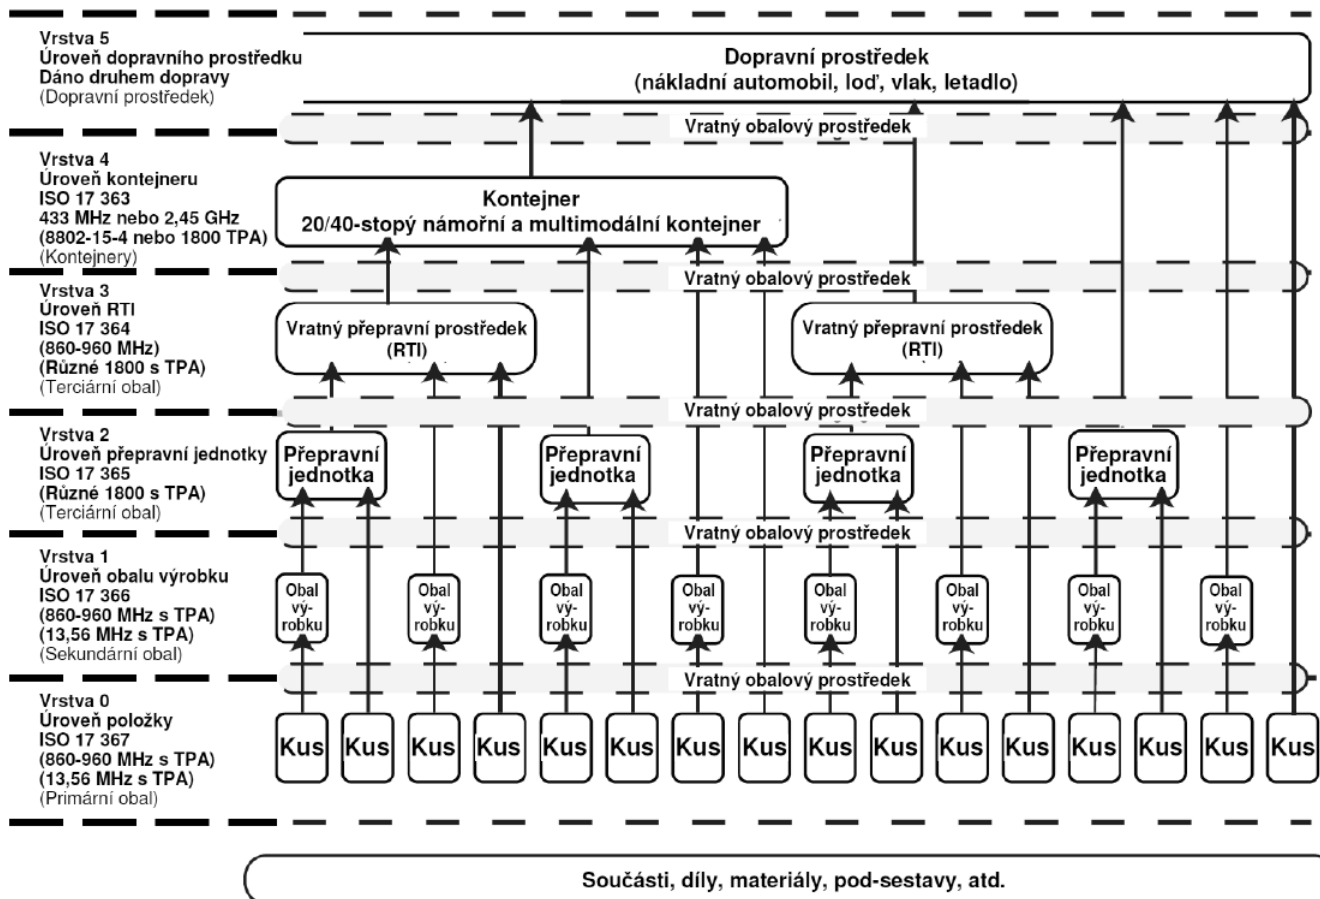 Vrstva 5
Úroveň dopravního prostředku
Dáno druhem dopravy
(Dopravní prostředek)
Dopravní prostředek
(nákladní automobil, loď, vlak, letadlo)
Vratný obalový prostředek
Vrstva 4
Úroveň kontejneru
ISO 17 363
433 MHz nebo 2,45 GHz
(8802-15-4 nebo 1800 TPA)
(Kontejnery)
Kontejner
20/40-stopý námořní a multimodální kontejner
Vratný obalový prostředek
Vrstva 3
Úroveň RTI
ISO 17 364
(860-960 MHz)
(Různé 1800 s TPA)
(Terciární obal)
Vratný přepravní prostředek
(RTI)
Vratný přepravní prostředek
(RTI)
Vratný obalový prostředek
Vrstva 2
Úroveň přepravní jednotky
ISO 17 365
(Různé 1800 s TPA)
(Terciární obal)
Přepravní
jednotka
Přepravní
jednotka
Přepravní
jednotka
Přepravní
jednotka
Vratný obalový prostředek
Vrstva 1
Úroveň obalu výrobku
ISO 17 366
(860-960 MHz s TPA)
(13,56 MHz s TPA)
(Sekundární obal)
Obal
vý-
robku
Obal
vý-
robku
Obal
vý-
robku
Obal
vý-
robku
Obal
vý-
robku
Obal
vý-
robku
Obal
vý-
robku
Obal
vý-
robku
Vratný obalový prostředek
Vrstva 0
Úroveň položky
ISO 17 367
(860-960 MHz s TPA)
(13,56 MHz s TPA)
(Primární obal)
Kus Kus Kus Kus Kus Kus Kus Kus Kus Kus Kus Kus Kus Kus Kus Kus
Součásti, díly, materiály, pod-sestavy, atd.